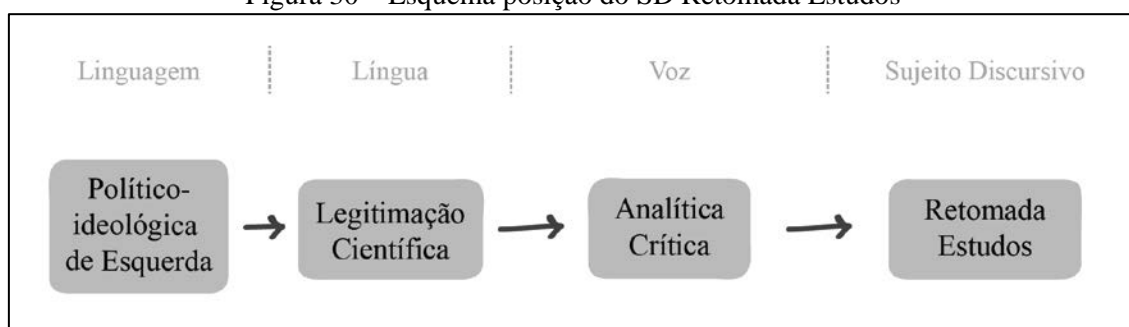 Figura 30 – Esquema posição do SD Retomada Estudos
Linguagem
Língua
Voz
Sujeito Discursivo
Político-
ideológica
de Esquerda
Legitimação
Científica
Analítica
Crítica
Retomada
Estudos